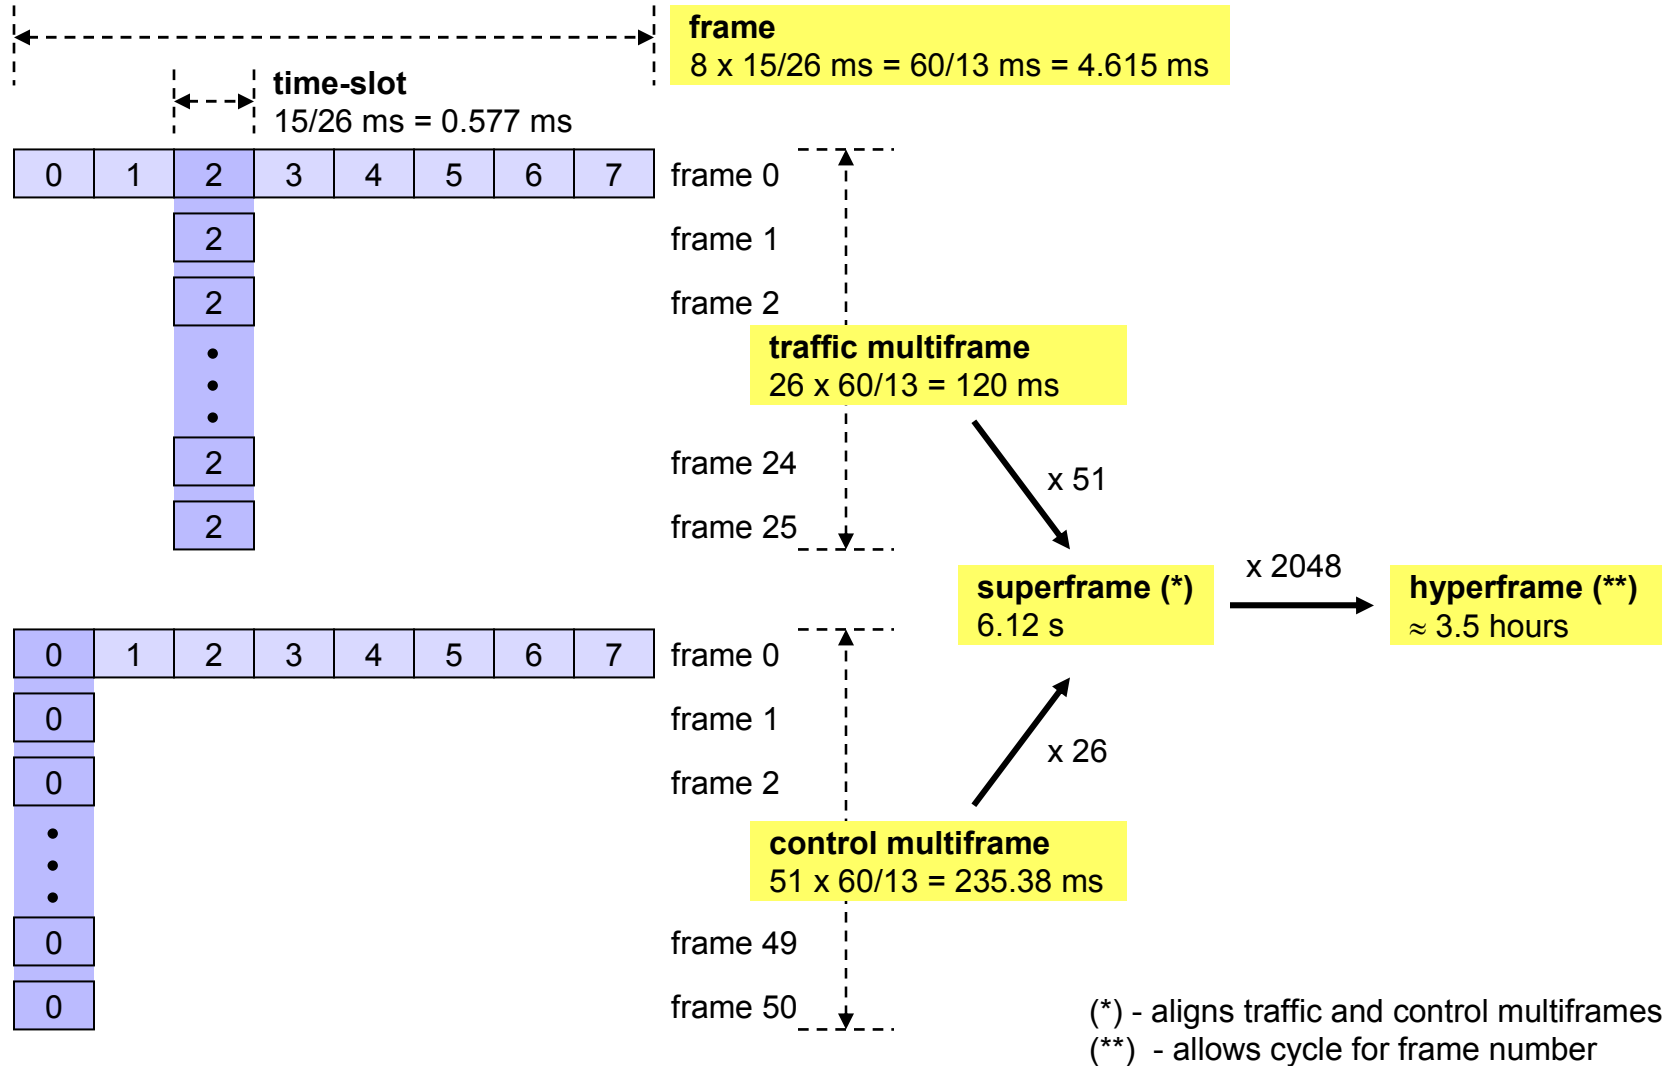 frame
8 x 15/26 ms = 60/13 ms = 4.615 ms
time-slot
15/26 ms = 0.577 ms
0 1 2 3 4 5 6 7 frame 0
2 frame 1
2 frame 2
traffic multiframe
26 x 60/13 = 120 ms
2 frame 24
x 51
2 frame 25
x 2048
superframe (*)
6.12 s
hyperframe (**)
≈ 3.5 hours
0 1 2 3 4 5 6 7 frame 0
0 frame 1
x 26
0 frame 2
control multiframe
51 x 60/13 = 235.38 ms
0 frame 49
0 frame 50
(*) - aligns traffic and control multiframes
(**) - allows cycle for frame number